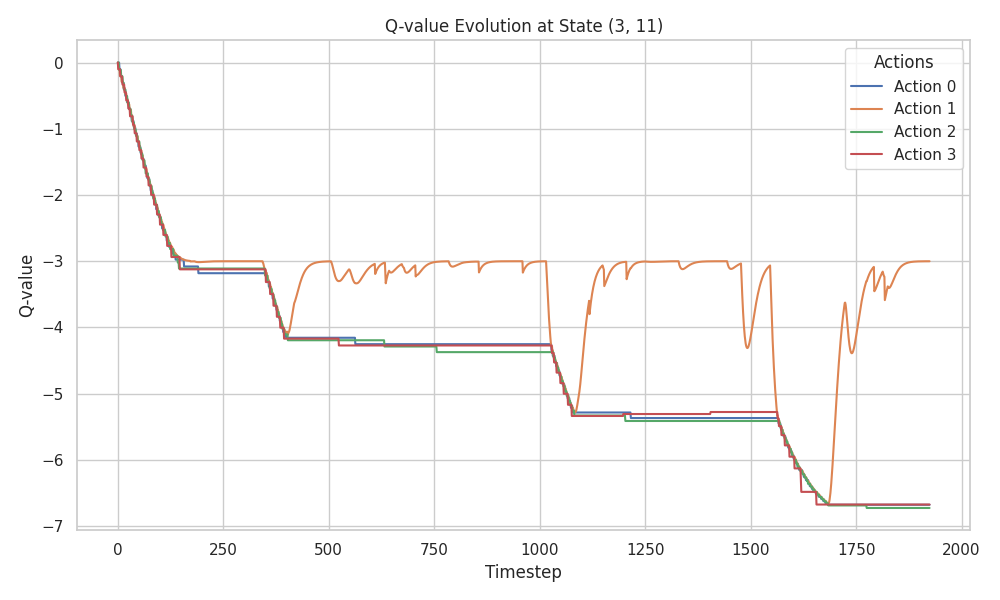 Q-value Evolution at State (3, 11)
Actions
Action 0
Action 1
Action 2
Action 3
Q-value
0
−1
−2
−3
−4
−5
−6
−7
0 250 500 750 1000 1250 1500 1750 2000
Timestep